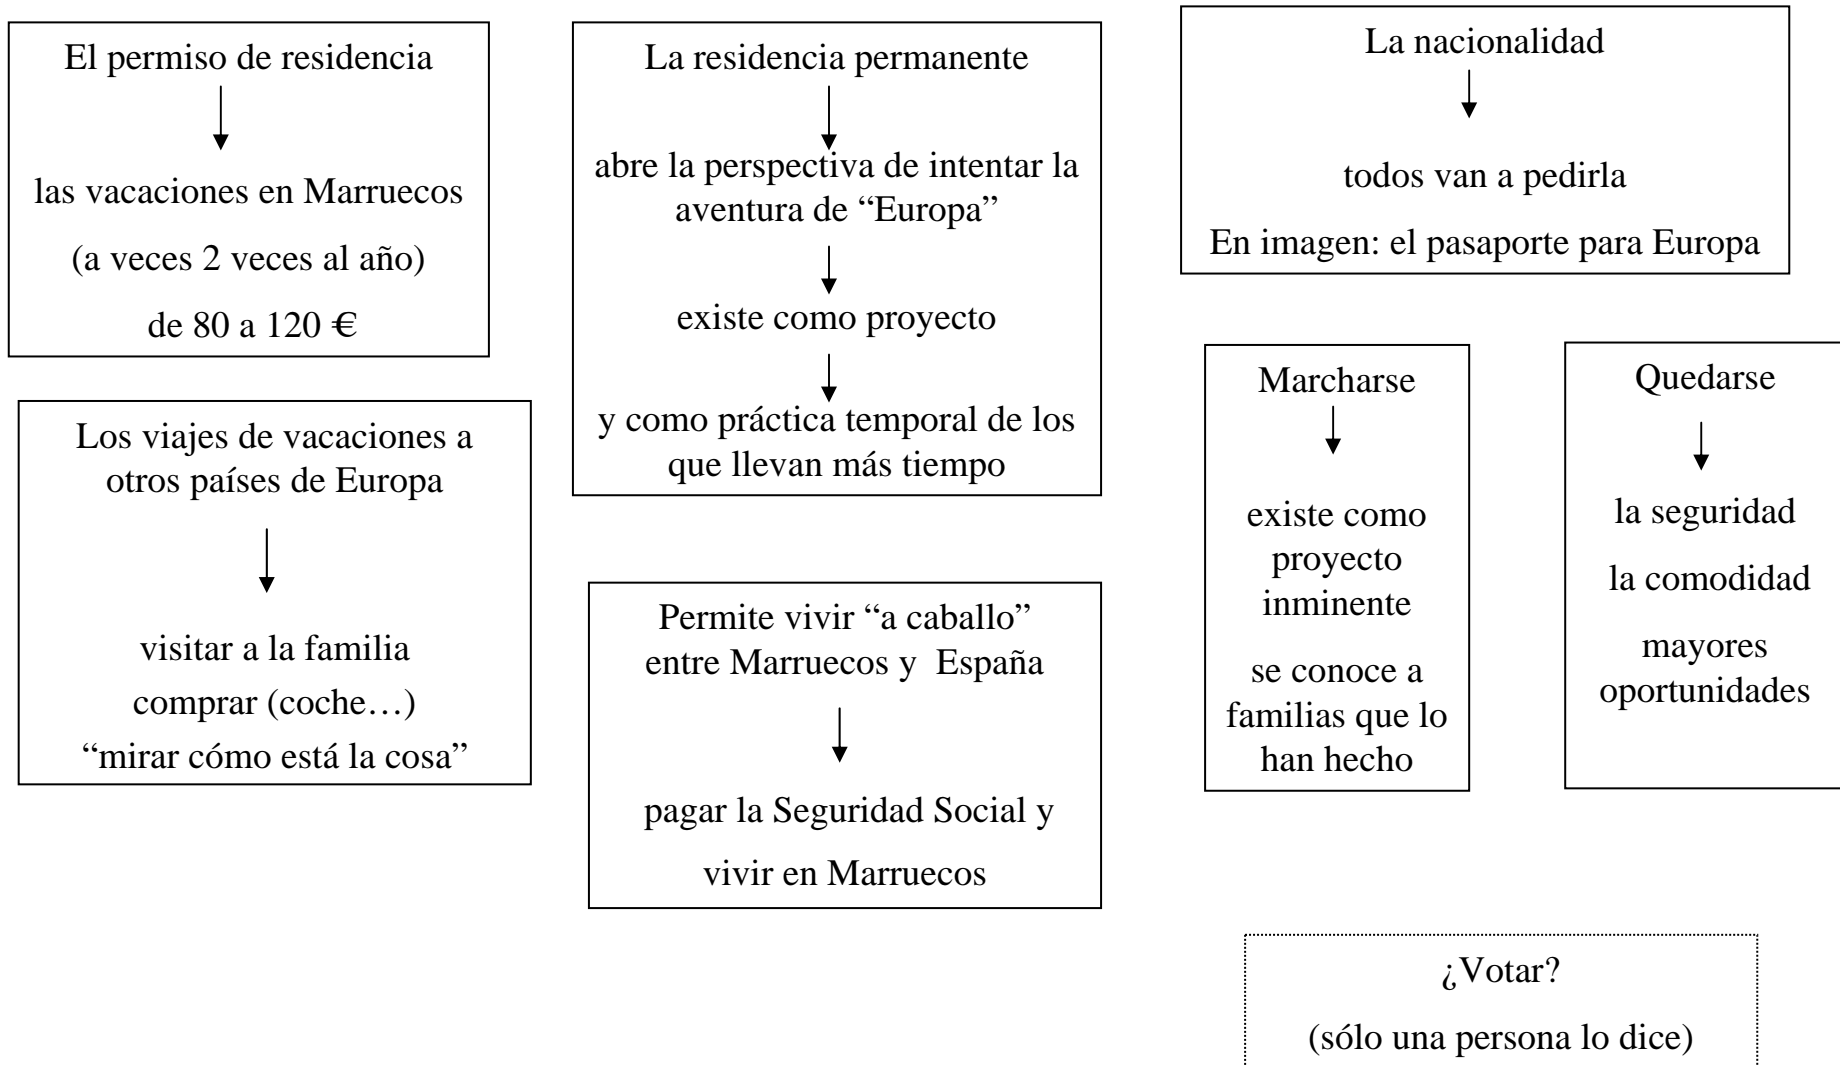 El permiso de residencia
las vacaciones en Marruecos
(a veces 2 veces al año)
de 80 a 120 €
Los viajes de vacaciones a
otros países de Europa
visitar a la familia
comprar (coche…)
“mirar cómo está la cosa”
La residencia permanente
abre la perspectiva de intentar la
aventura de “Europa”
existe como proyecto
y como práctica temporal de los
que llevan más tiempo
Permite vivir “a caballo”
entre Marruecos y  España
pagar la Seguridad Social y
vivir en Marruecos
La nacionalidad
todos van a pedirla
En imagen: el pasaporte para Europa
Marcharse
existe como
proyecto
inminente
se conoce a
familias que lo
han hecho
Quedarse
la seguridad
la comodidad
mayores
oportunidades
¿Votar?
(sólo una persona lo dice)